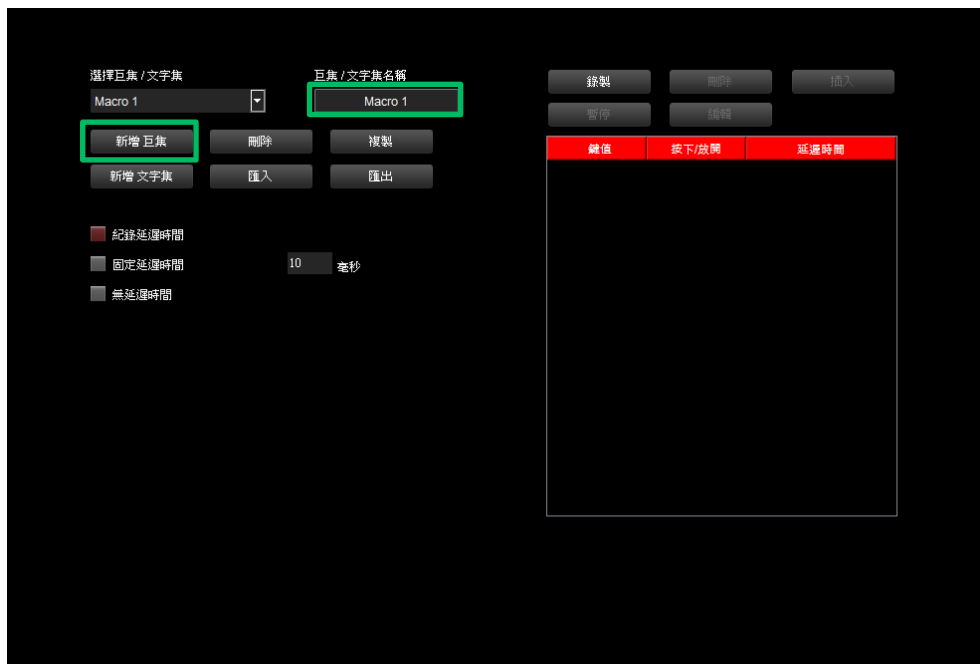 選擇巨集 / 文字集
巨集 / 文字集名稱
Macro 1
Macro 1
新增 巨集
刪除
複製
新增 文字集
匯入
匯出
紀錄延遲時間
固定延遲時間
10
毫秒
無延遲時間
錄製
刪除
插入
暫停
編輯
鍵值
按下/放開
延遲時間